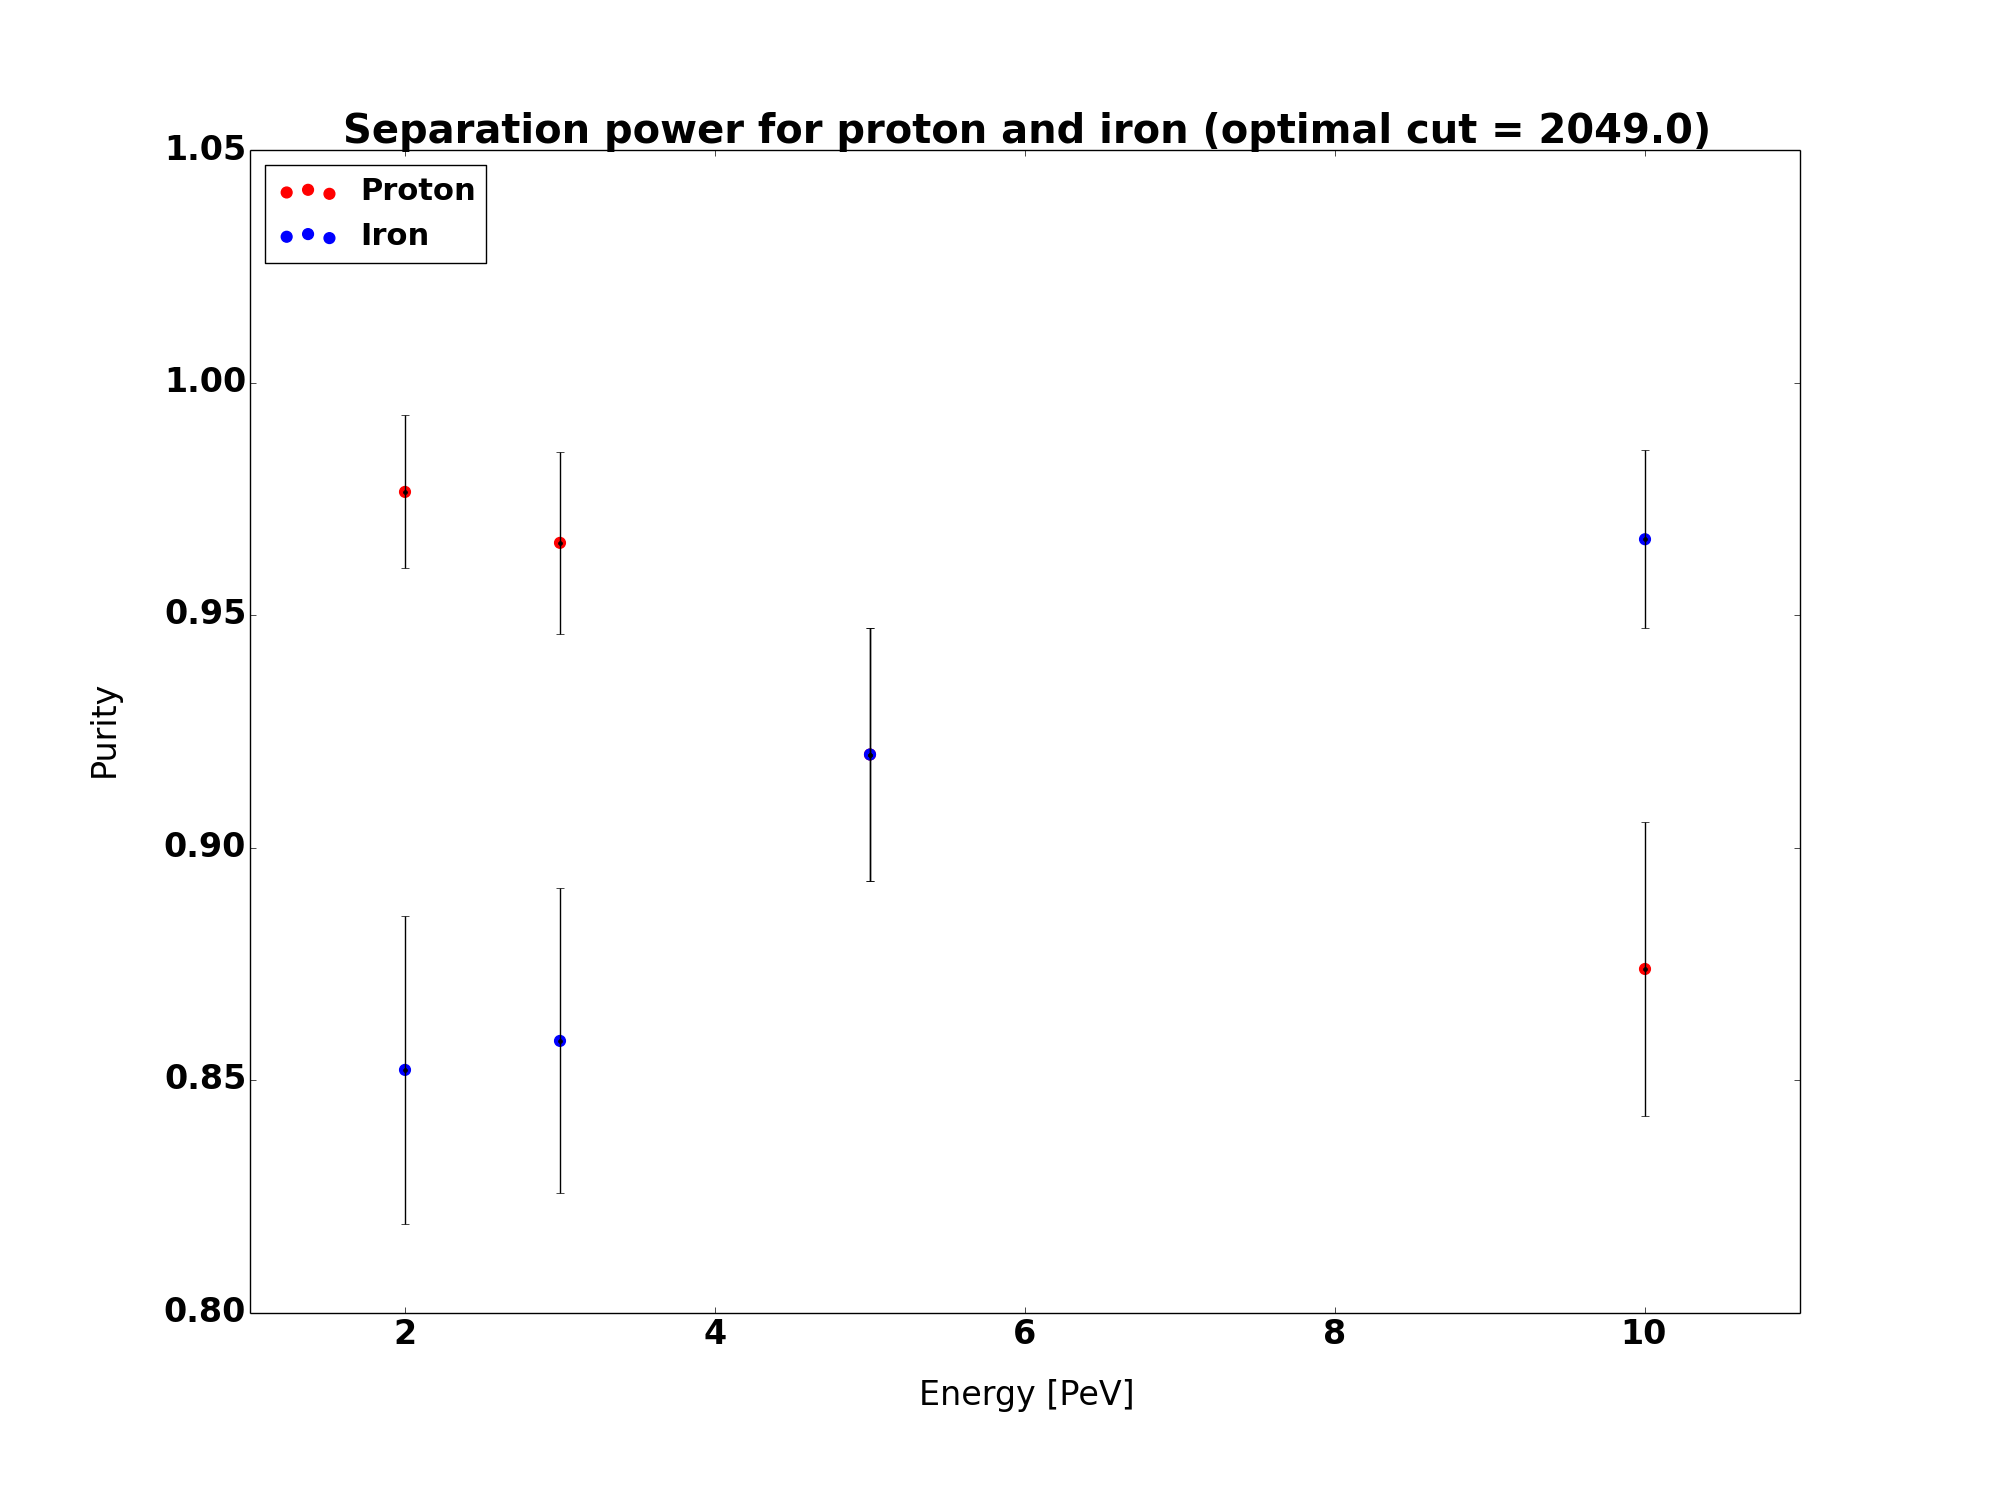 Separation power for proton and iron (optimal cut = 2049.0)
1.05
Proton
Iron
1.00
0.95
0.90
0.85
0.80
Purity
2 4 6 8 10
Energy [PeV]